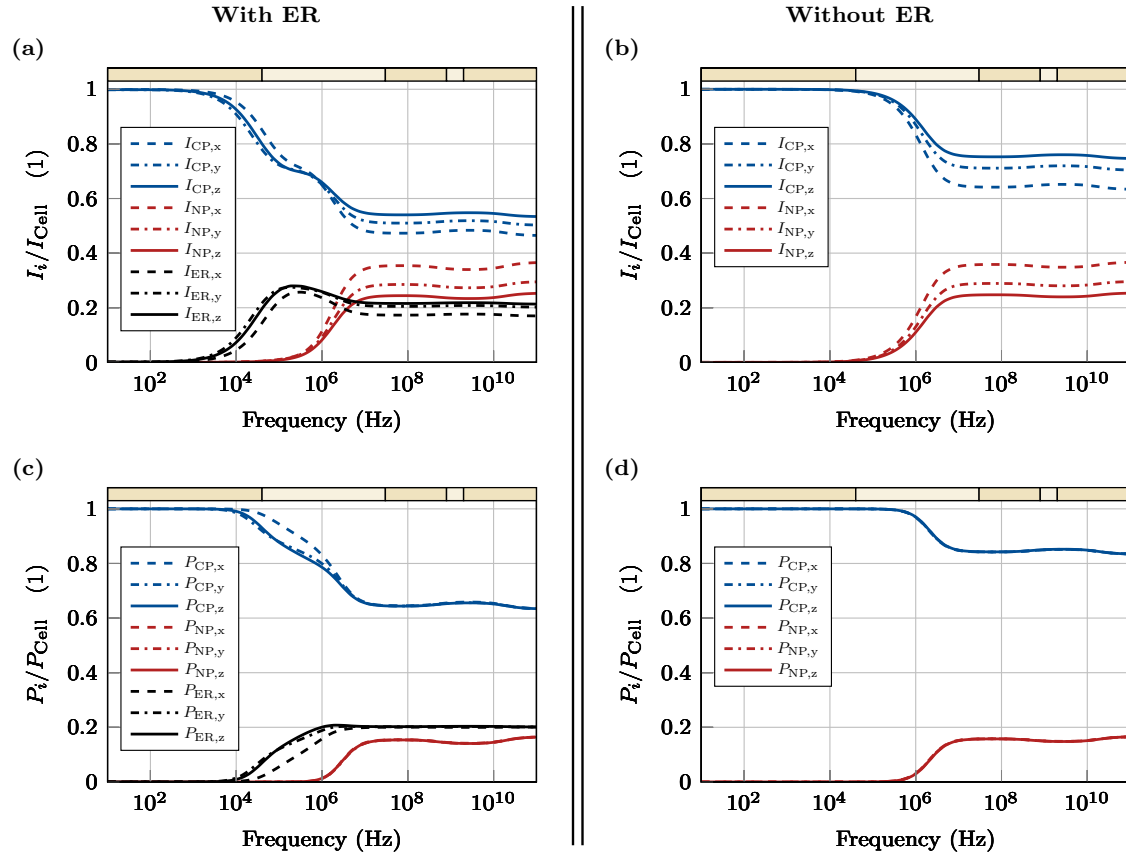 With ER
Without ER
(a)
1
0.8
0.6
0.4
0.2
0
I_i/I_Cell (1)
I_CP,x
I_CP,y
I_CP,z
I_NP,x
I_NP,y
I_NP,z
I_ER,x
I_ER,y
I_ER,z
10^2 10^4 10^6 10^8 10^10
Frequency (Hz)
(b)
1
0.8
0.6
0.4
0.2
0
I_i/I_Cell (1)
I_CP,x
I_CP,y
I_CP,z
I_NP,x
I_NP,y
I_NP,z
10^2 10^4 10^6 10^8 10^10
Frequency (Hz)
(c)
1
0.8
0.6
0.4
0.2
0
P_i/P_Cell (1)
P_CP,x
P_CP,y
P_CP,z
P_NP,x
P_NP,y
P_NP,z
P_ER,x
P_ER,y
P_ER,z
10^2 10^4 10^6 10^8 10^10
Frequency (Hz)
(d)
1
0.8
0.6
0.4
0.2
0
P_i/P_Cell (1)
P_CP,x
P_CP,y
P_CP,z
P_NP,x
P_NP,y
P_NP,z
10^2 10^4 10^6 10^8 10^10
Frequency (Hz)